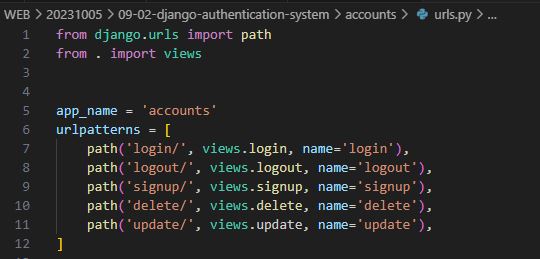 WEB > 20231005 > 09-02-django-authentication-system > accounts > urls.py > ...
1 from django.urls import path
2 from . import views
3
4
5 app_name = 'accounts'
6 urlpatterns = [
7     path('login/', views.login, name='login'),
8     path('logout/', views.logout, name='logout'),
9     path('signup/', views.signup, name='signup'),
10     path('delete/', views.delete, name='delete'),
11     path('update/', views.update, name='update'),
12 ]